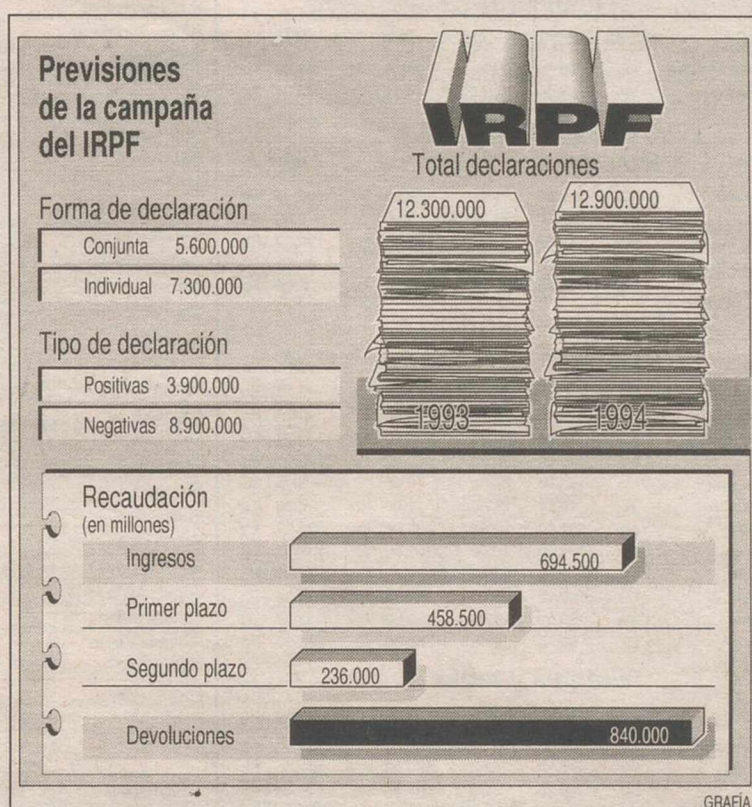 Previsiones
de la campaña
del IRPF
IRPF
Total declaraciones
12.300.000
12.900.000
1993
1994
Forma de declaración
Conjunta 5.600.000
Individual 7.300.000
Tipo de declaración
Positivas 3.900.000
Negativas 8.900.000
Recaudación
(en millones)
Ingresos 694.500
Primer plazo 458.500
Segundo plazo 236.000
Devoluciones 840.000
GRAFÍA